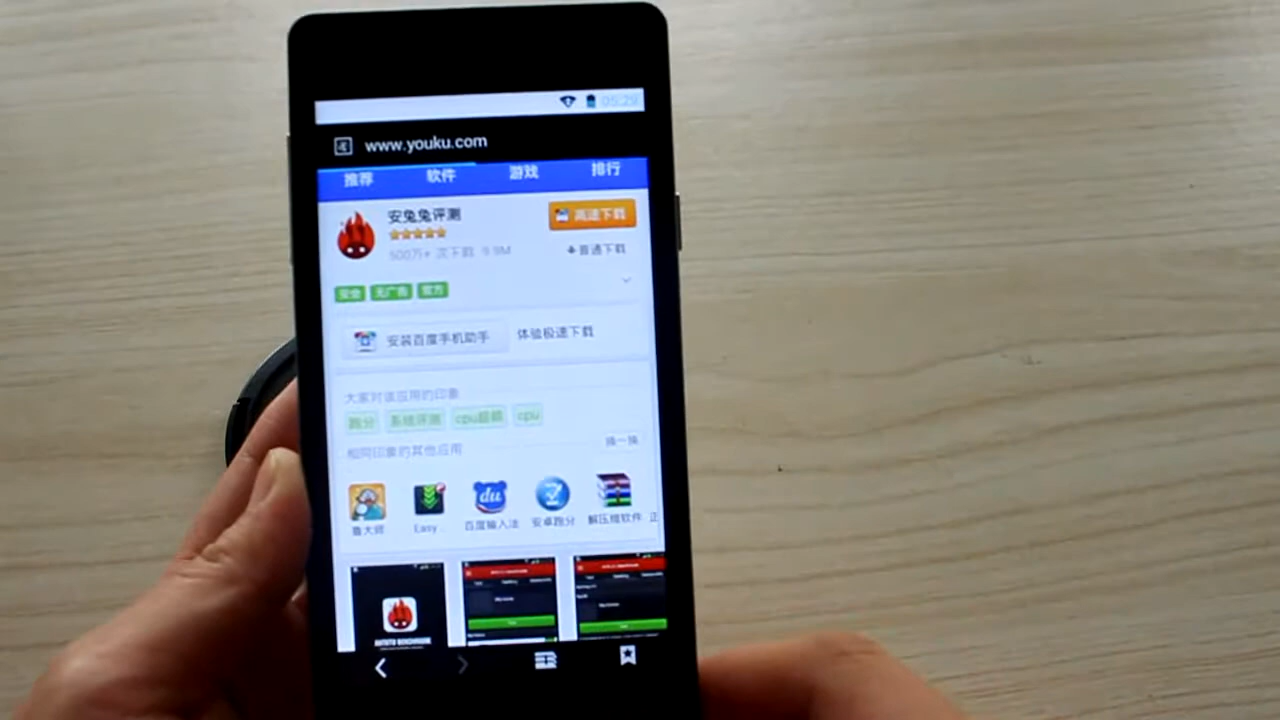 05:29
www.youku.com
推荐 软件 游戏 排行
安兔兔评测
高速下载
500万+ 次下载 9.9M
普通下载
安全 无广告 官方
安装百度手机助手 体验极速下载
大家对该应用的印象
跑分 系统评测 cpu超频 cpu
相同印象的其他应用 换一换
鲁大师 Easy... 百度输入法 安卓跑分 解压缩软件 正
ANTUTU BENCHMARK